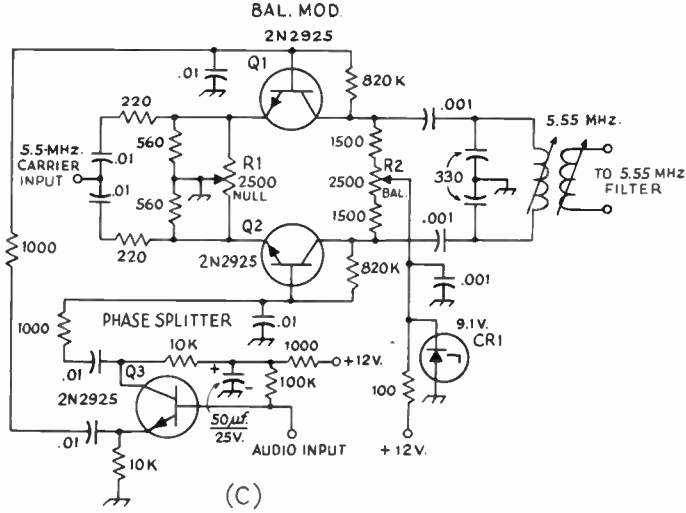 BAL. MOD.
2N2925
Q1
.01
820K
.001
220
5.55 MHz.
560
1500
5.5-MHz.
CARRIER
INPUT
.01
.01
R1
2500
NULL
R2
2500
BAL.
330
TO 5.55 MHz
FILTER
560
1500
Q2
.001
1000
220
2N2925
820K
.001
1000
PHASE SPLITTER
.01
9.1V.
CR1
10K
1000
+12V.
.01
Q3
+
-
100K
100
2N2925
50µf.
25V.
.01
AUDIO INPUT
+12V.
10K
(C)